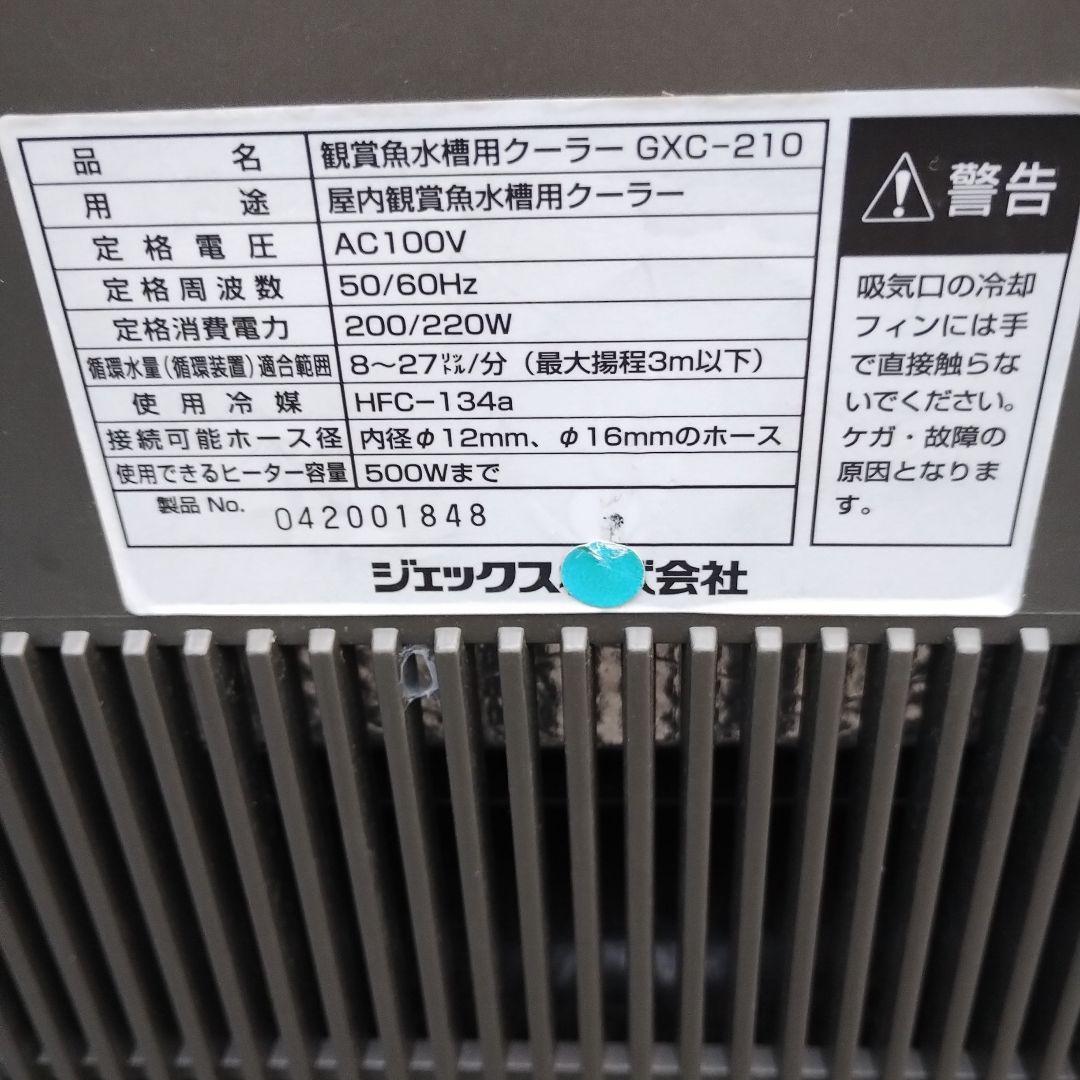 品名 観賞魚水槽用クーラー GXC-210
用途 屋内観賞魚水槽用クーラー
定格電圧 AC100V
定格周波数 50/60Hz
定格消費電力 200/220W
循環水量(循環装置)適合範囲 8〜27㍑/分(最大揚程3m以下)
使用冷媒 HFC-134a
接続可能ホース径 内径φ12mm、φ16mmのホース
使用できるヒーター容量 500Wまで
製品 No. 042001848
ジェックス 会社
警告
吸気口の冷却
フィンには手
で直接触らな
いでください。
ケガ・故障の
原因となりま
す。